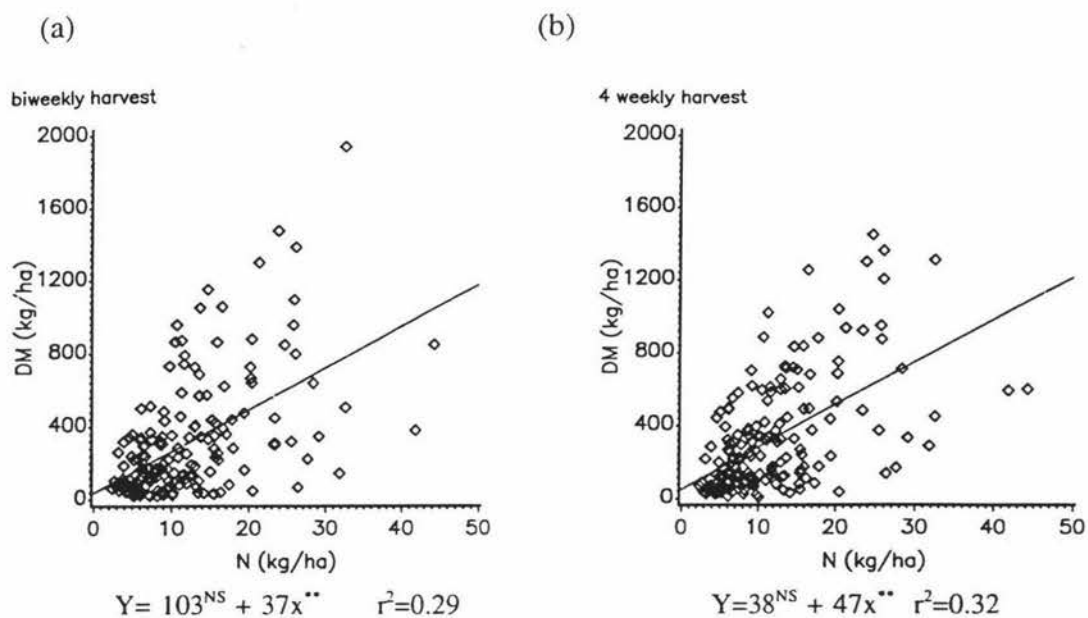 (a)
biweekly harvest
2000
1600
1200
800
400
0
DM (kg/ha)
0 10 20 30 40 50
N (kg/ha)
Y= 103^NS + 37x^** r^2=0.29
(b)
4 weekly harvest
2000
1600
1200
800
400
0
DM (kg/ha)
0 10 20 30 40 50
N (kg/ha)
Y=38^NS + 47x^** r^2=0.32